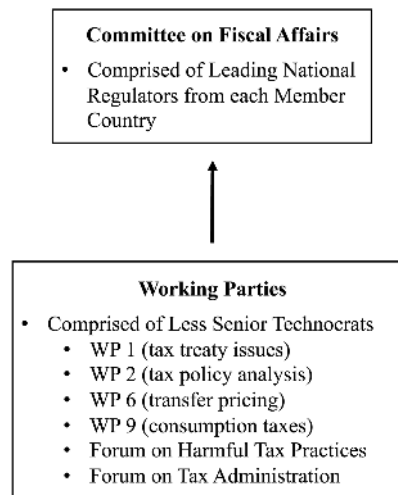 Committee on Fiscal Affairs
• Comprised of Leading National
Regulators from each Member
Country
Working Parties
• Comprised of Less Senior Technocrats
• WP 1 (tax treaty issues)
• WP 2 (tax policy analysis)
• WP 6 (transfer pricing)
• WP 9 (consumption taxes)
• Forum on Harmful Tax Practices
• Forum on Tax Administration